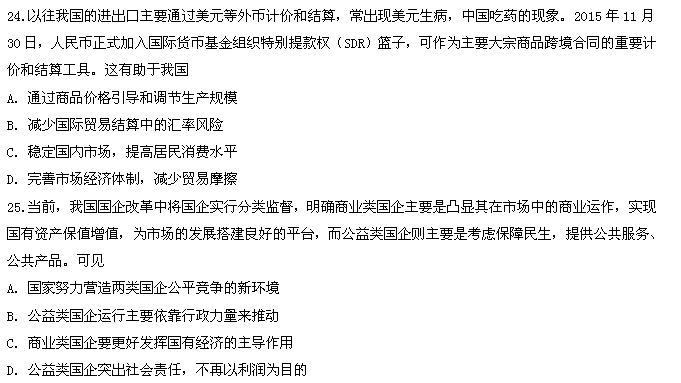 24.以往我国的进出口主要通过美元等外币计价和结算，常出现美元生病，中国吃药的现象。2015年11月
30日，人民币正式加入国际货币基金组织特别提款权（SDR）篮子，可作为主要大宗商品跨境合同的重要计
价和结算工具。这有助于我国
A. 通过商品价格引导和调节生产规模
B. 减少国际贸易结算中的汇率风险
C. 稳定国内市场，提高居民消费水平
D. 完善市场经济体制，减少贸易摩擦
25.当前，我国国企改革中将国企实行分类监督，明确商业类国企主要是凸显其在市场中的商业运作，实现
国有资产保值增值，为市场的发展搭建良好的平台，而公益类国企则主要是考虑保障民生，提供公共服务、
公共产品。可见
A. 国家努力营造两类国企公平竞争的新环境
B. 公益类国企运行主要依靠行政力量来推动
C. 商业类国企要更好发挥国有经济的主导作用
D. 公益类国企突出社会责任，不再以利润为目的